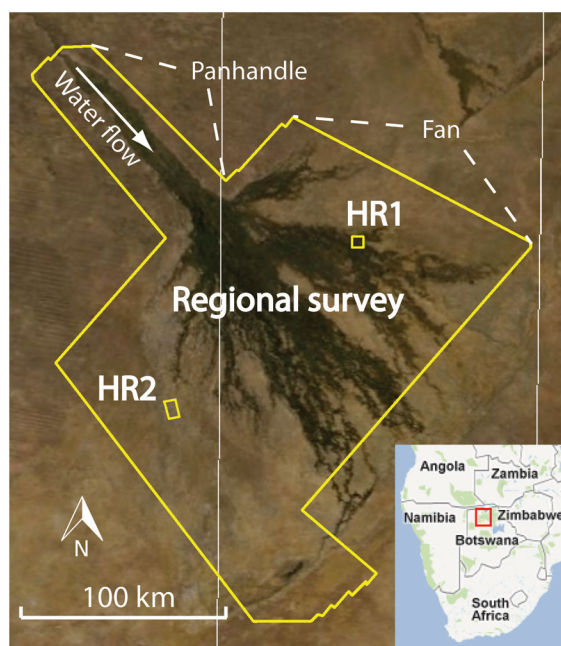 Panhandle
Water flow
Fan
HR1
Regional survey
HR2
N
100 km
Angola
Zambia
Namibia
Zimbabwe
Botswana
South
Africa